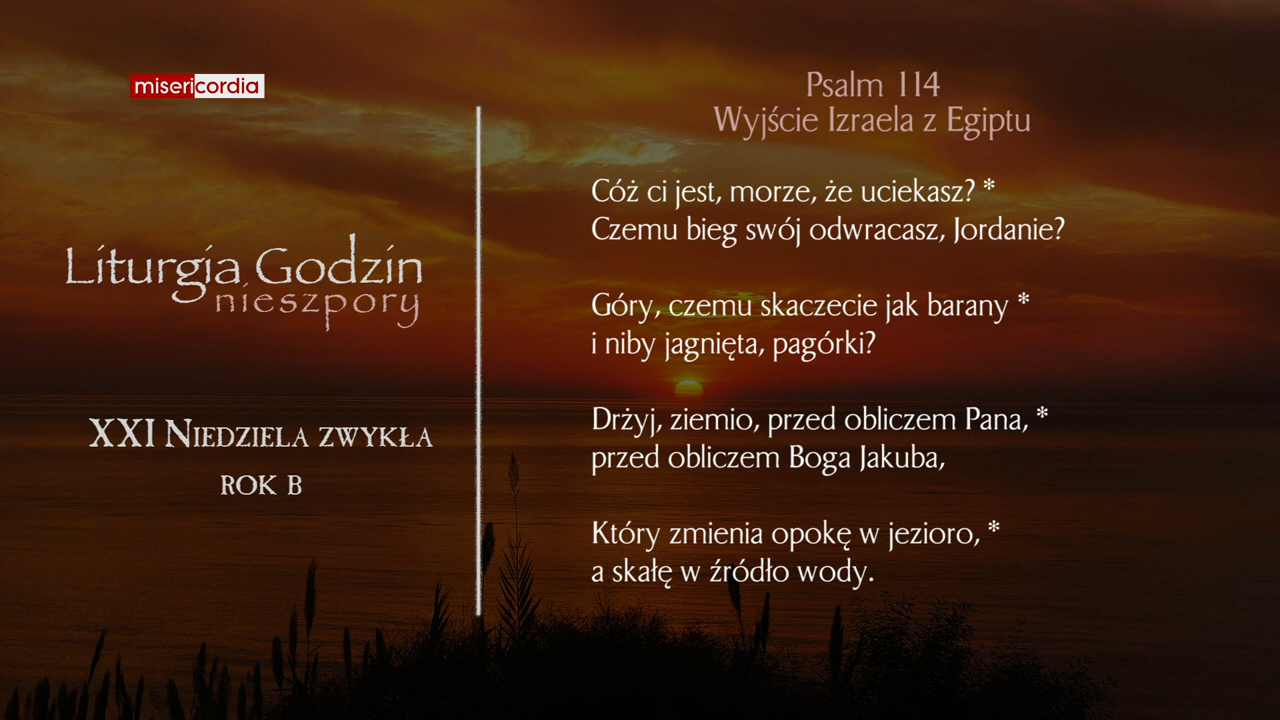 misericordia
Liturgia Godzin
nieszpory
XXI Niedziela zwykła
rok B
Psalm 114
Wyjście Izraela z Egiptu
Cóż ci jest, morze, że uciekasz? *
Czemu bieg swój odwracasz, Jordanie?
Góry, czemu skaczecie jak barany *
i niby jagnięta, pagórki?
Drżyj, ziemio, przed obliczem Pana, *
przed obliczem Boga Jakuba,
Który zmienia opokę w jezioro, *
a skałę w źródło wody.